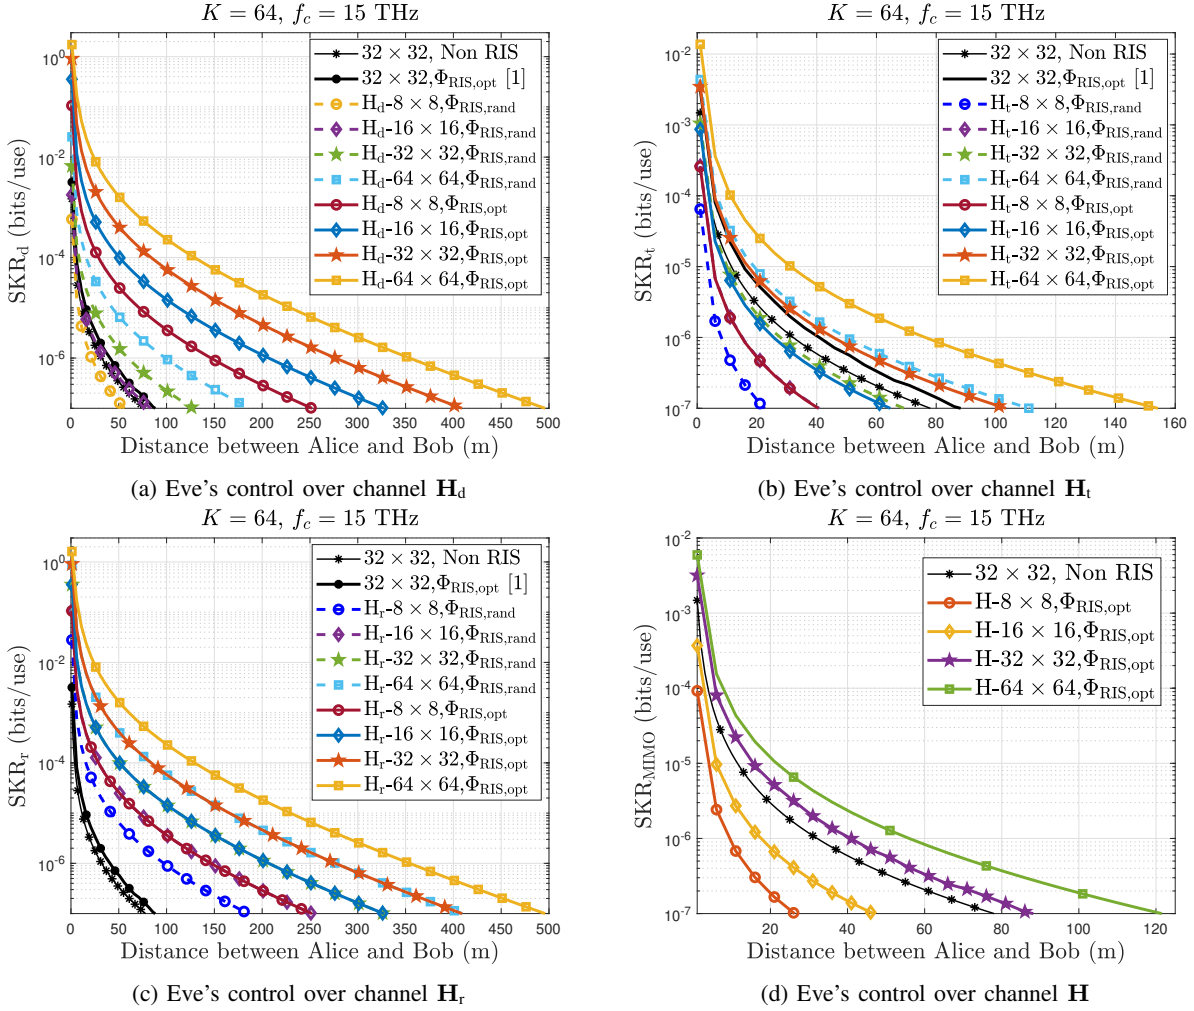 K = 64, f_c = 15 THz
SKR_d (bits/use)
10^0
10^-2
10^-4
10^-6
32 × 32, Non RIS
32 × 32,Φ_RIS,opt [1]
H_d-8 × 8,Φ_RIS,rand
H_d-16 × 16,Φ_RIS,rand
H_d-32 × 32,Φ_RIS,rand
H_d-64 × 64,Φ_RIS,rand
H_d-8 × 8,Φ_RIS,opt
H_d-16 × 16,Φ_RIS,opt
H_d-32 × 32,Φ_RIS,opt
H_d-64 × 64,Φ_RIS,opt
0 50 100 150 200 250 300 350 400 450 500
Distance between Alice and Bob (m)
(a) Eve's control over channel H_d
K = 64, f_c = 15 THz
SKR_t (bits/use)
10^-2
10^-3
10^-4
10^-5
10^-6
10^-7
32 × 32, Non RIS
32 × 32,Φ_RIS,opt [1]
H_t-8 × 8,Φ_RIS,rand
H_t-16 × 16,Φ_RIS,rand
H_t-32 × 32,Φ_RIS,rand
H_t-64 × 64,Φ_RIS,rand
H_t-8 × 8,Φ_RIS,opt
H_t-16 × 16,Φ_RIS,opt
H_t-32 × 32,Φ_RIS,opt
H_t-64 × 64,Φ_RIS,opt
0 20 40 60 80 100 120 140 160
Distance between Alice and Bob (m)
(b) Eve's control over channel H_t
K = 64, f_c = 15 THz
SKR_r (bits/use)
10^0
10^-2
10^-4
10^-6
32 × 32, Non RIS
32 × 32,Φ_RIS,opt [1]
H_r-8 × 8,Φ_RIS,rand
H_r-16 × 16,Φ_RIS,rand
H_r-32 × 32,Φ_RIS,rand
H_r-64 × 64,Φ_RIS,rand
H_r-8 × 8,Φ_RIS,opt
H_r-16 × 16,Φ_RIS,opt
H_r-32 × 32,Φ_RIS,opt
H_r-64 × 64,Φ_RIS,opt
0 50 100 150 200 250 300 350 400 450 500
Distance between Alice and Bob (m)
(c) Eve's control over channel H_r
K = 64, f_c = 15 THz
SKR_MIMO (bits/use)
10^-2
10^-3
10^-4
10^-5
10^-6
10^-7
32 × 32, Non RIS
H-8 × 8,Φ_RIS,opt
H-16 × 16,Φ_RIS,opt
H-32 × 32,Φ_RIS,opt
H-64 × 64,Φ_RIS,opt
20 40 60 80 100 120
Distance between Alice and Bob (m)
(d) Eve's control over channel H